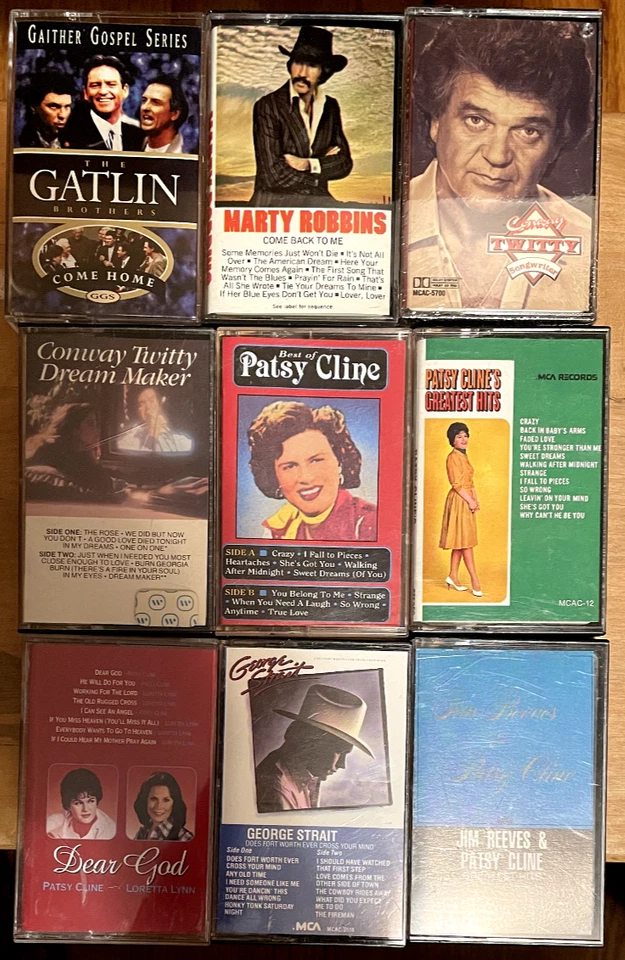 GAITHER GOSPEL SERIES
THE
GATLIN
BROTHERS
COME HOME
GGS
MARTY ROBBINS
COME BACK TO ME
Some Memories Just Won't Die ▪ It's Not All
Over ▪ The American Dream ▪ Here Your
Memory Comes Again ▪ The First Song That
Wasn't The Blues ▪ Prayin' For Rain ▪ That's
All She Wrote ▪ Tie Your Dreams To Mine ▪
If Her Blue Eyes Don't Get You ▪ Lover, Lover
See label for sequence
Conway
TWITTY
Songwriter
MCAC-5700
Conway Twitty
Dream Maker
SIDE ONE: THE ROSE • WE DID BUT NOW
YOU DON'T • A GOOD LOVE DIED TONIGHT
IN MY DREAMS • ONE ON ONE*
SIDE TWO: JUST WHEN I NEEDED YOU MOST
CLOSE ENOUGH TO LOVE • BURN GEORGIA
BURN (THERE'S A FIRE IN YOUR SOUL)
IN MY EYES • DREAM MAKER**
Best of
Patsy Cline
SIDE A ■ Crazy • I Fall to Pieces •
Heartaches • She's Got You • Walking
After Midnight • Sweet Dreams (Of You)
SIDE B ■ You Belong To Me • Strange
• When You Need A Laugh • So Wrong •
Anytime • True Love
PATSY CLINE'S
GREATEST HITS
MCA RECORDS
CRAZY
BACK IN BABY'S ARMS
FADED LOVE
YOU'RE STRONGER THAN ME
SWEET DREAMS
WALKING AFTER MIDNIGHT
STRANGE
I FALL TO PIECES
SO WRONG
LEAVIN' ON YOUR MIND
SHE'S GOT YOU
WHY CAN'T HE BE YOU
MCAC-12
DEAR GOD
HE WILL DO FOR YOU
WORKING FOR THE LORD
THE OLD RUGGED CROSS
I CAN SEE AN ANGEL
IF YOU MISS HEAVEN (YOU'LL MISS IT ALL)
EVERYBODY WANTS TO GO TO HEAVEN
IF I COULD HEAR MY MOTHER PRAY AGAIN
Dear God
PATSY CLINE ~ LORETTA LYNN
George
Strait
GEORGE STRAIT
DOES FORT WORTH EVER CROSS YOUR MIND
Side One
DOES FORT WORTH EVER
CROSS YOUR MIND
ANY OLD TIME
I NEED SOMEONE LIKE ME
YOU'RE DANCIN' THIS
DANCE ALL WRONG
HONKY TONK SATURDAY
NIGHT
Side Two
I SHOULD HAVE WATCHED
THAT FIRST STEP
LOVE COMES FROM THE
OTHER SIDE OF TOWN
THE COWBOY RIDES AWAY
WHAT DID YOU EXPECT
ME TO DO
THE FIREMAN
MCA
Jim Reeves
Patsy Cline
JIM REEVES &
PATSY CLINE